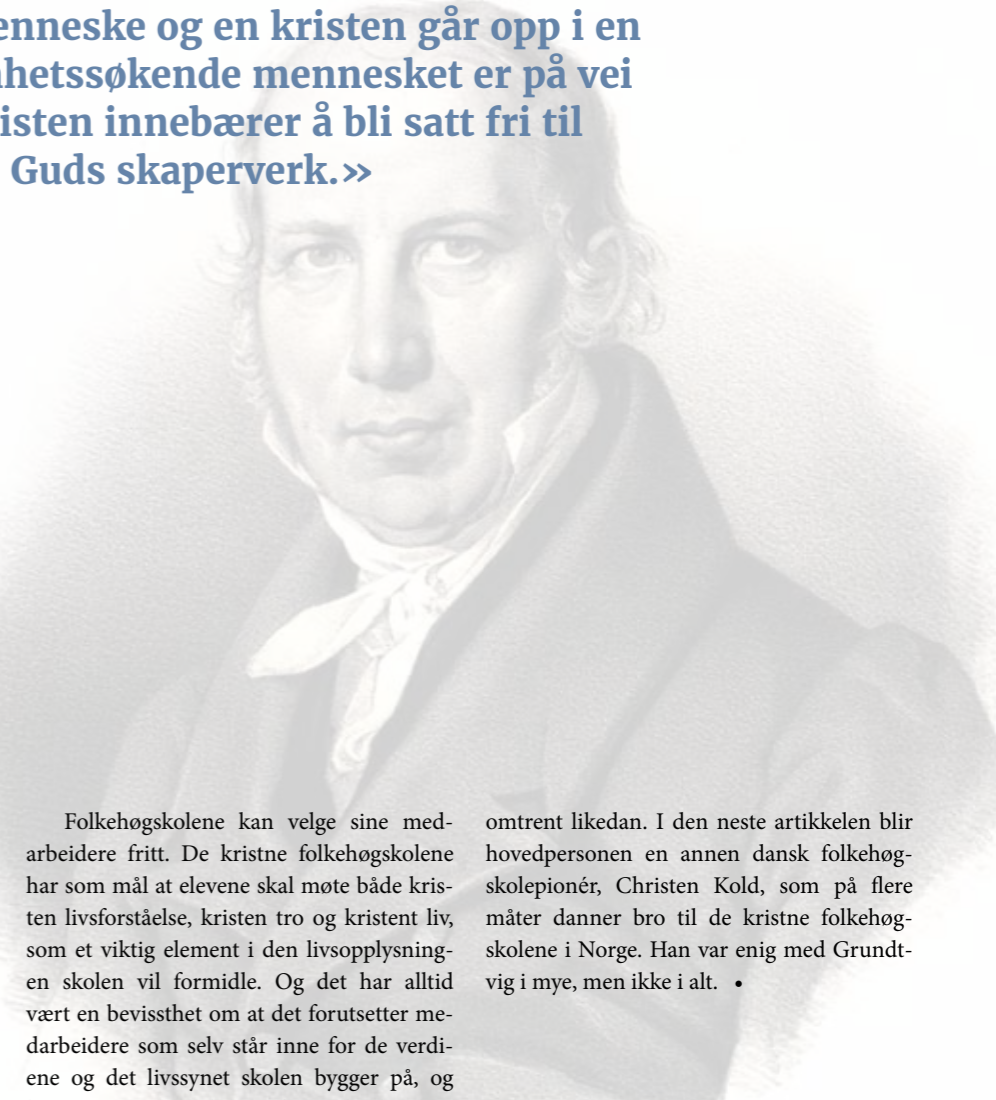 enneske og en kristen går opp i en
hetssøkende mennesket er på vei
isten innebærer å bli satt fri til
Guds skaperverk.»
Folkehøgskolene kan velge sine med-
arbeidere fritt. De kristne folkehøgskolene
har som mål at elevene skal møte både kris-
ten livsforståelse, kristen tro og kristent liv,
som et viktig element i den livsopplysning-
en skolen vil formidle. Og det har alltid
vært en bevissthet om at det forutsetter me-
darbeidere som selv står inne for de verdi-
ene og det livssynet skolen bygger på, og
omtrent likedan. I den neste artikkelen blir
hovedpersonen en annen dansk folkehøg-
skolepionér, Christen Kold, som på flere
måter danner bro til de kristne folkehøg-
skolene i Norge. Han var enig med Grundt-
vig i mye, men ikke i alt. •